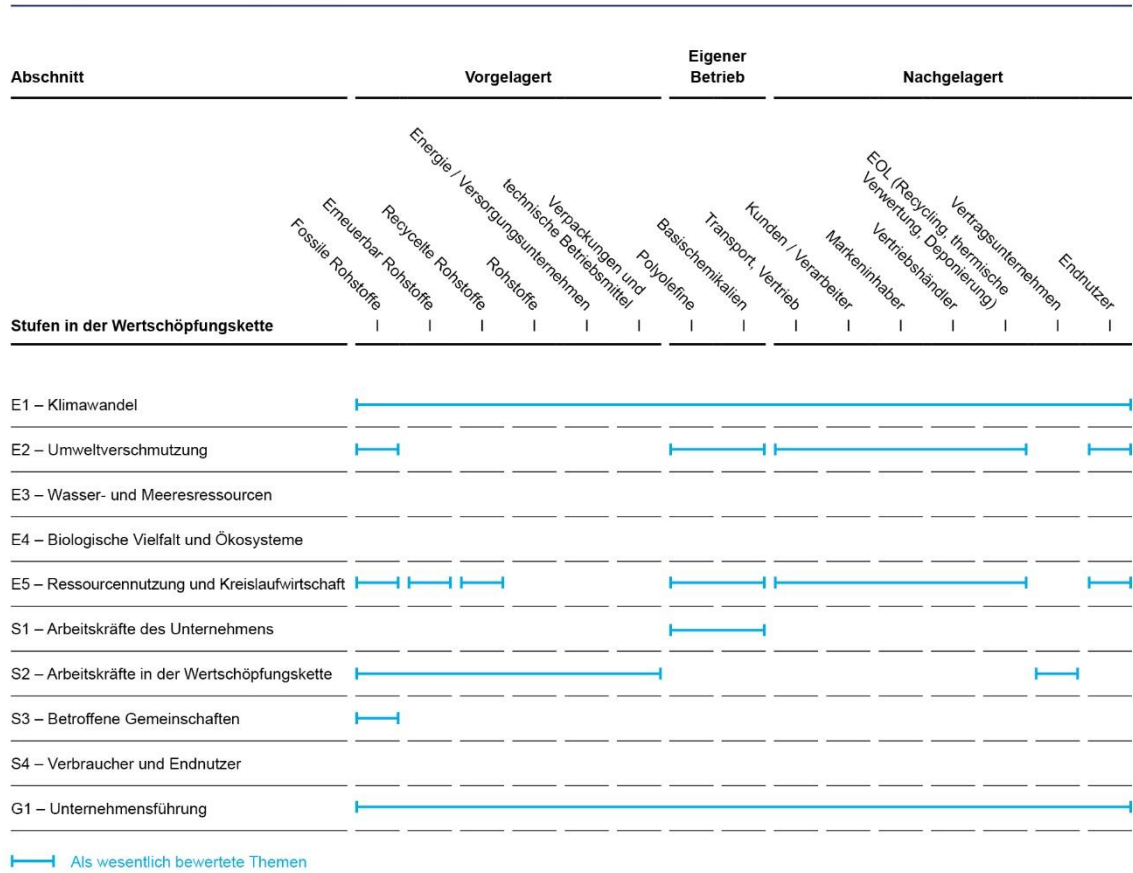 Abschnitt
Vorgelagert
Eigener
Betrieb
Nachgelagert
Stufen in der Wertschöpfungskette
Fossile Rohstoffe
Erneuerbar Rohstoffe
Recycelte Rohstoffe
Rohstoffe
Energie / Versorgungsunternehmen
Verpackungen und
technische Betriebsmittel
Polyolefine
Basischemikalien
Transport, Vertrieb
Kunden / Verarbeiter
Markeninhaber
Vertriebshändler
EOL (Recycling, thermische
Verwertung, Deponierung)
Vertragsunternehmen
Endnutzer
E1 – Klimawandel
E2 – Umweltverschmutzung
E3 – Wasser- und Meeresressourcen
E4 – Biologische Vielfalt und Ökosysteme
E5 – Ressourcennutzung und Kreislaufwirtschaft
S1 – Arbeitskräfte des Unternehmens
S2 – Arbeitskräfte in der Wertschöpfungskette
S3 – Betroffene Gemeinschaften
S4 – Verbraucher und Endnutzer
G1 – Unternehmensführung
Als wesentlich bewertete Themen